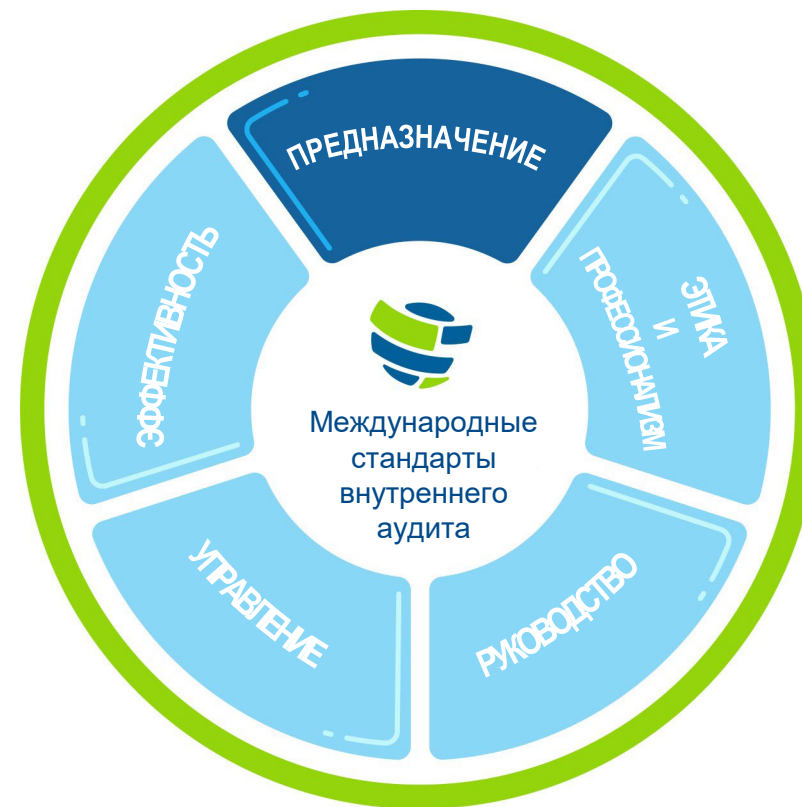 ПРЕДНАЗНАЧЕНИЕ
ЭТИКА
И
ПРОФЕССИОНАЛИЗМ
РУКОВОДСТВО
УПРАВЛЕНИЕ
ЭФФЕКТИВНОСТЬ
Международные
стандарты
внутреннего
аудита